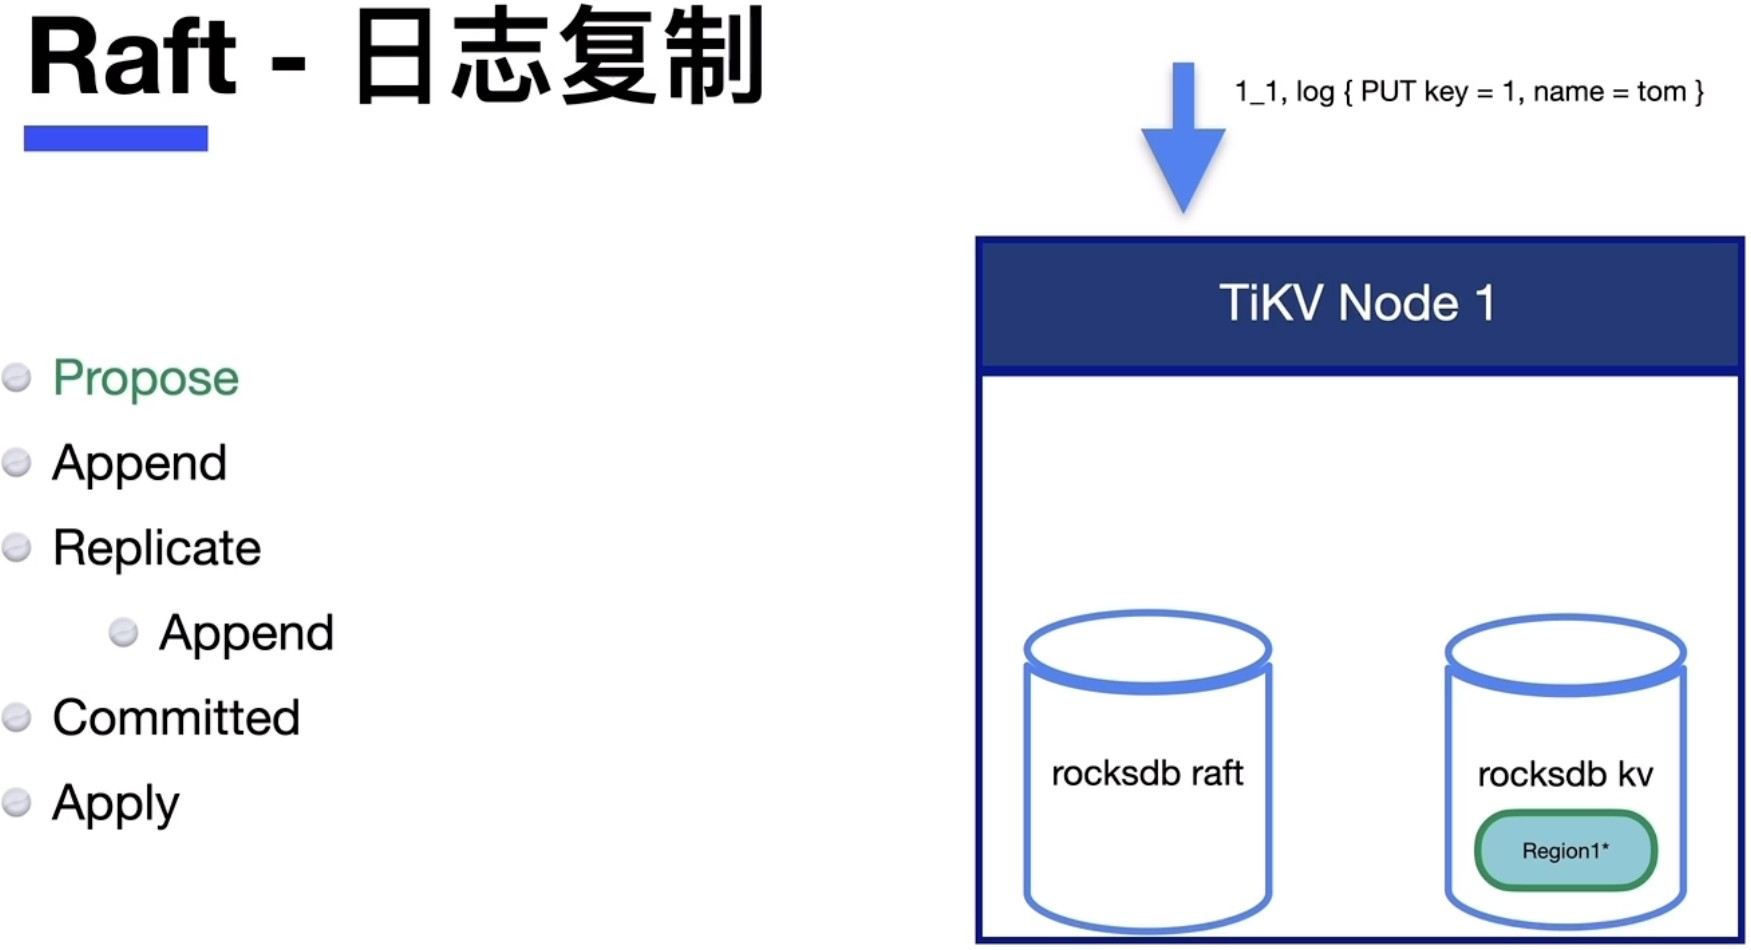 Raft - 日志复制
1_1, log { PUT key = 1, name = tom }
TiKV Node 1
Propose
Append
Replicate
Append
Committed
Apply
rocksdb raft
rocksdb kv
Region1*